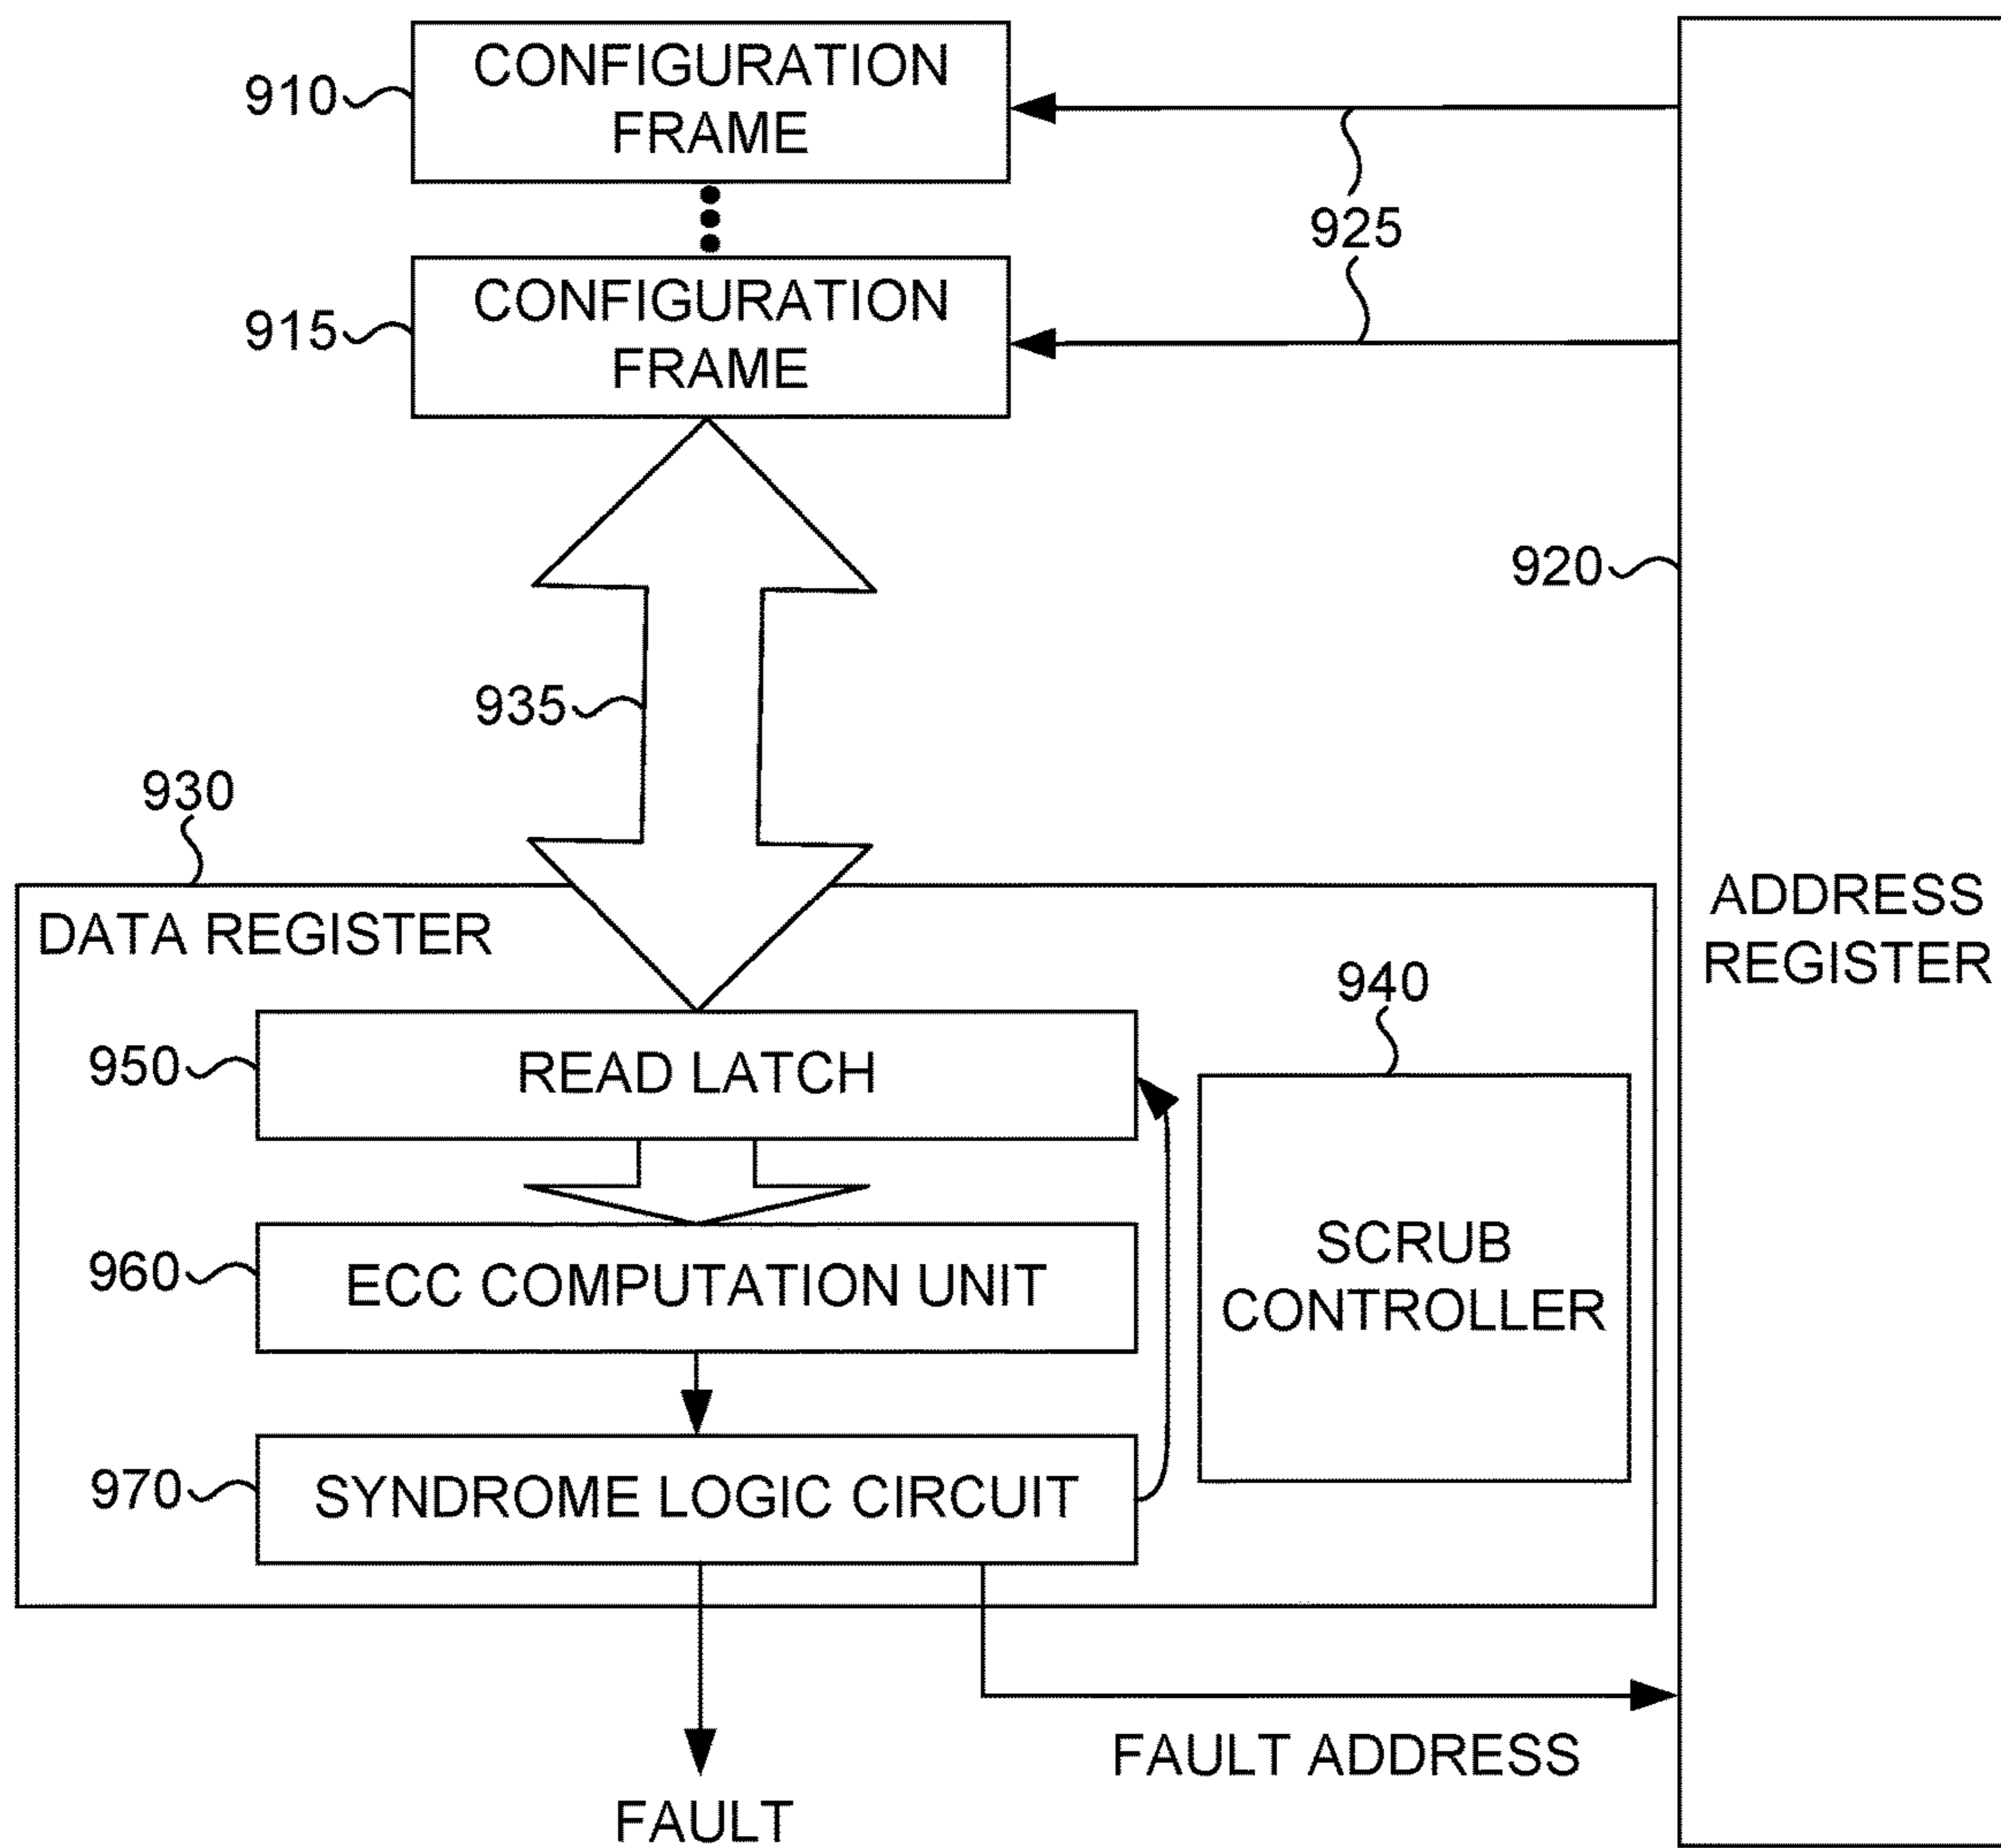 CONFIGURATION
FRAME
910
925
CONFIGURATION
FRAME
915
920
935
930
DATA REGISTER
ADDRESS
REGISTER
940
950
READ LATCH
SCRUB
CONTROLLER
960
ECC COMPUTATION UNIT
970
SYNDROME LOGIC CIRCUIT
FAULT ADDRESS
FAULT